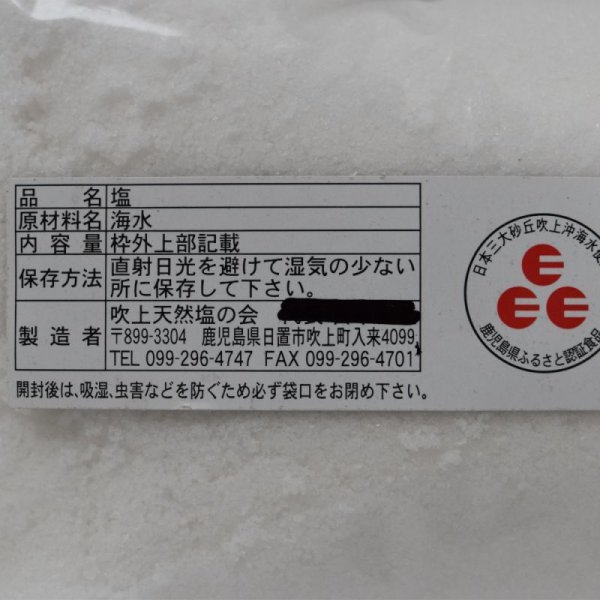 品 名 塩
原材料名 海水
内 容 量 枠外上部記載
保存方法 直射日光を避けて湿気の少ない
所に保存して下さい。
製 造 者 吹上天然塩の会
〒899-3304 鹿児島県日置市吹上町入来4099
TEL 099-296-4747 FAX 099-296-4701
開封後は、吸湿、虫害などを防ぐため必ず袋口をお閉め下さい。
日本三大砂丘吹上沖海水使
鹿児島県ふるさと認証食品